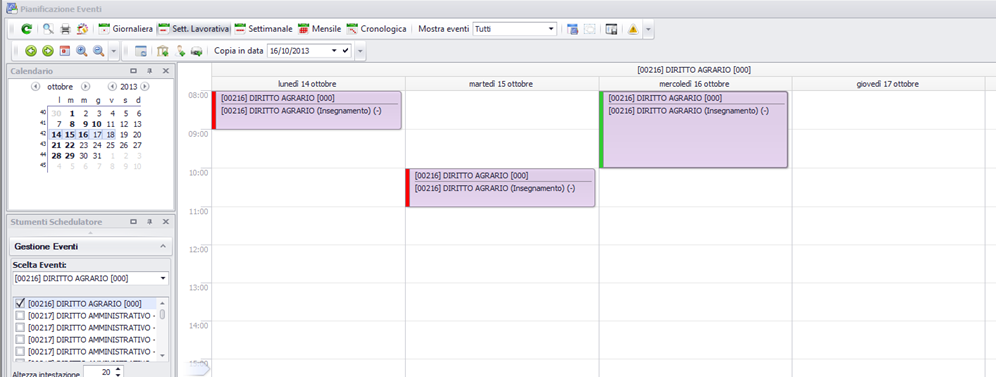 Pianificazione Eventi
Giornaliera Sett. Lavorativa Settimanale Mensile Cronologica Mostra eventi Tutti
Copia in data 16/10/2013
Calendario
ottobre 2013
l m m g v s d
40 30 1 2 3 4 5 6
41 7 8 9 10 11 12 13
42 14 15 16 17 18 19 20
43 21 22 23 24 25 26 27
44 28 29 30 31 1 2 3
45 4 5 6 7 8 9 10
Stumenti Schedulatore
Gestione Eventi
Scelta Eventi:
[00216] DIRITTO AGRARIO [000]
[00216] DIRITTO AGRARIO [000]
[00217] DIRITTO AMMINISTRATIVO -
[00217] DIRITTO AMMINISTRATIVO -
[00217] DIRITTO AMMINISTRATIVO -
[00217] DIRITTO AMMINISTRATIVO -
Altezza intestazione 20
[00216] DIRITTO AGRARIO [000]
lunedì 14 ottobre martedì 15 ottobre mercoledì 16 ottobre giovedì 17 ottobre
08:00
[00216] DIRITTO AGRARIO [000]
[00216] DIRITTO AGRARIO (Insegnamento) (-)
[00216] DIRITTO AGRARIO [000]
[00216] DIRITTO AGRARIO (Insegnamento) (-)
09:00
10:00
[00216] DIRITTO AGRARIO [000]
[00216] DIRITTO AGRARIO (Insegnamento) (-)
11:00
12:00
13:00
14:00
15:00